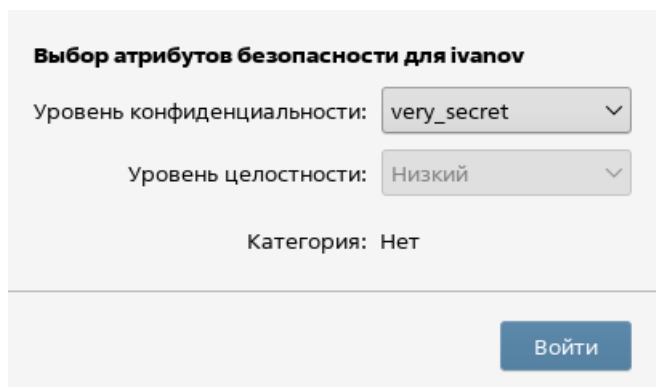 Выбор атрибутов безопасности для ivanov
Уровень конфиденциальности: very_secret
Уровень целостности: Низкий
Категория: Нет
Войти